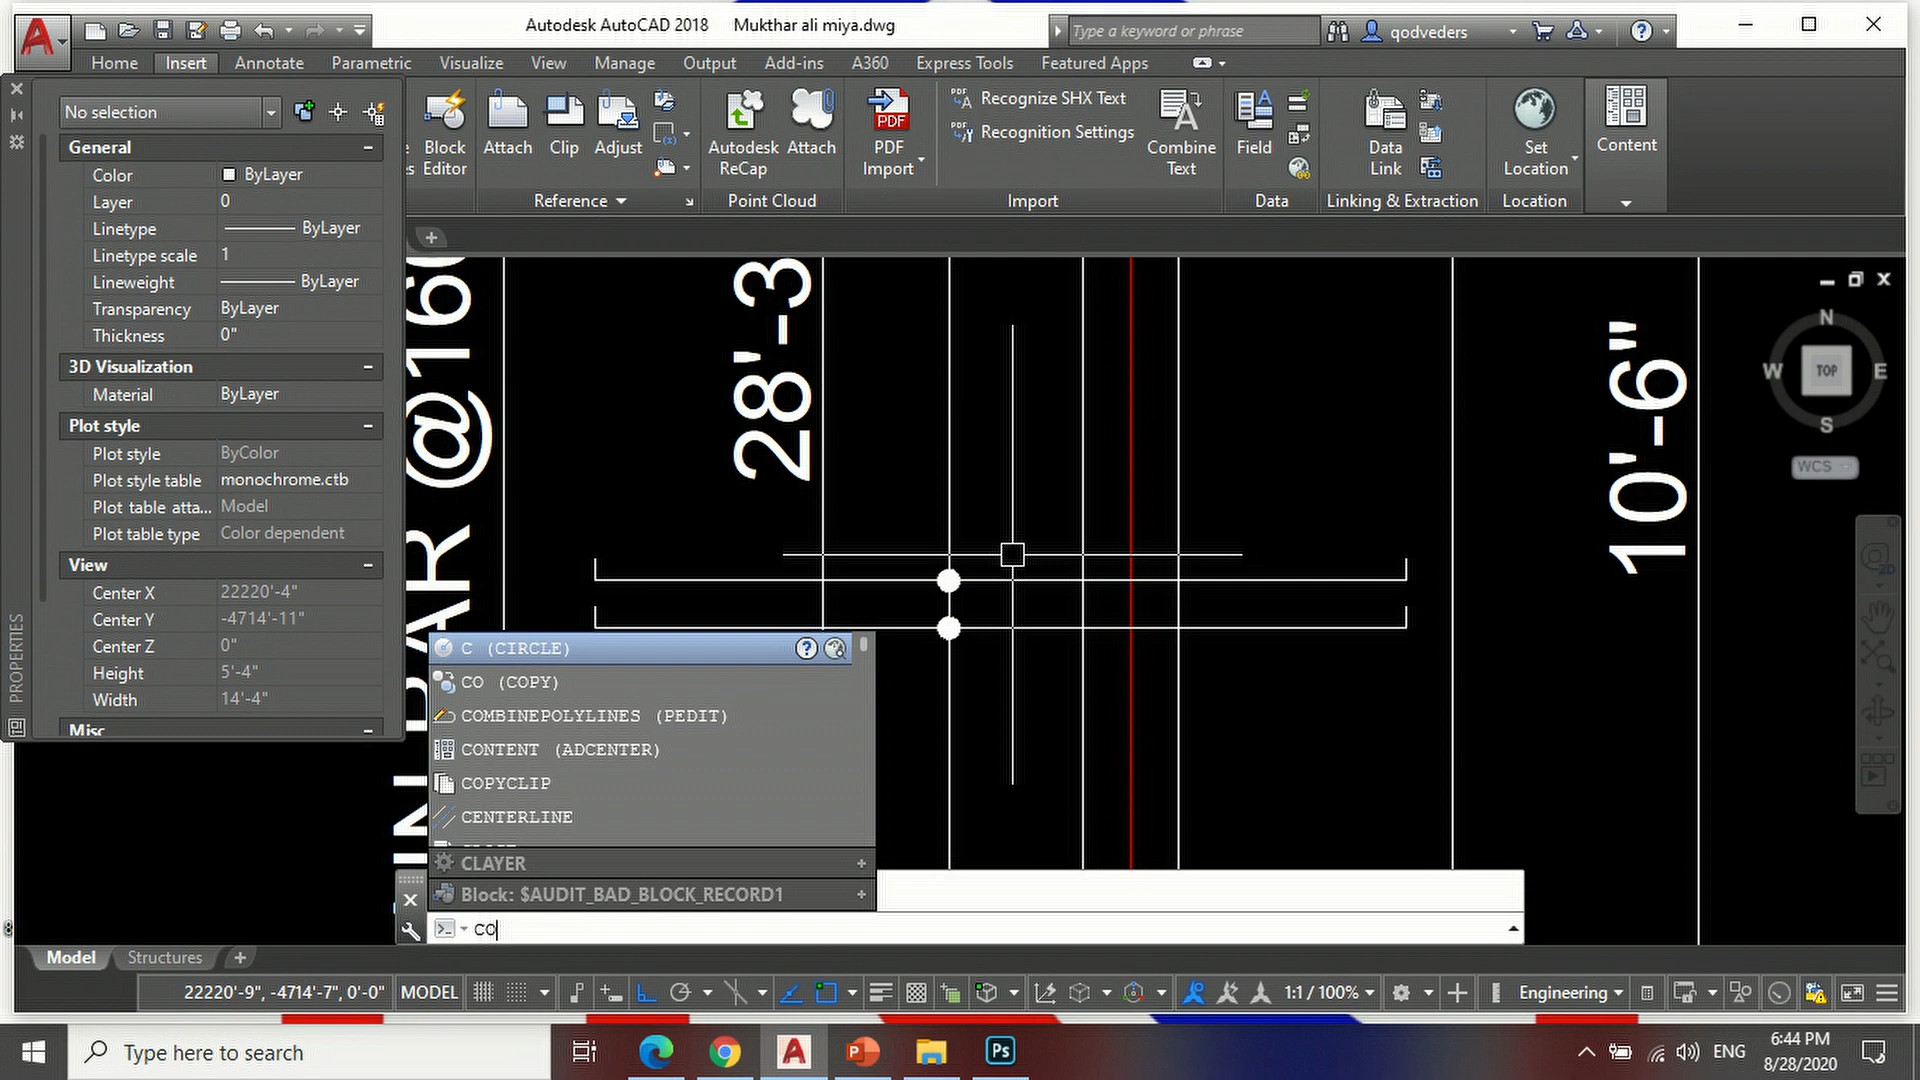 Autodesk AutoCAD 2018 Mukthar ali miya.dwg
Type a keyword or phrase
qodveders
Home Insert Annotate Parametric Visualize View Manage Output Add-ins A360 Express Tools Featured Apps
No selection
General
Color ByLayer
Layer 0
Linetype ByLayer
Linetype scale 1
Lineweight ByLayer
Transparency ByLayer
Thickness 0"
3D Visualization
Material ByLayer
Plot style
Plot style ByColor
Plot style table monochrome.ctb
Plot table atta... Model
Plot table type Color dependent
View
Center X 22220'-4"
Center Y -4714'-11"
Center Z 0"
Height 5'-4"
Width 14'-4"
Misc
PROPERTIES
Block
Editor
Attach
Clip
Adjust
Reference
Autodesk
ReCap
Attach
Point Cloud
PDF
Import
Recognize SHX Text
Recognition Settings
Combine
Text
Import
Field
Data
Data
Link
Linking & Extraction
Set
Location
Location
Content
BAR @16
28'-3
10'-6"
N
W TOP E
S
WCS
C (CIRCLE)
CO (COPY)
COMBINEPOLYLINES (PEDIT)
CONTENT (ADCENTER)
COPYCLIP
CENTERLINE
CLAYER
Block: $AUDIT_BAD_BLOCK_RECORD1
CO
Model Structures
22220'-9", -4714'-7", 0'-0" MODEL 1:1 / 100% Engineering
Type here to search
ENG
6:44 PM
8/28/2020